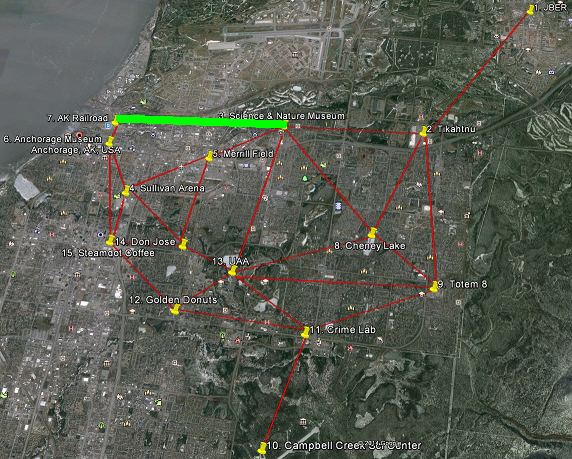 1. JBER
7. AK Railroad
3. Science & Nature Museum
2. Tikahtnu
6. Anchorage Museum
Anchorage, AK, USA
5. Merrill Field
4. Sullivan Arena
14. Don Jose
8. Cheney Lake
15. Steamdot Coffee
13. UAA
9. Totem 8
12. Golden Donuts
11. Crime Lab
10. Campbell Creek Sci Center